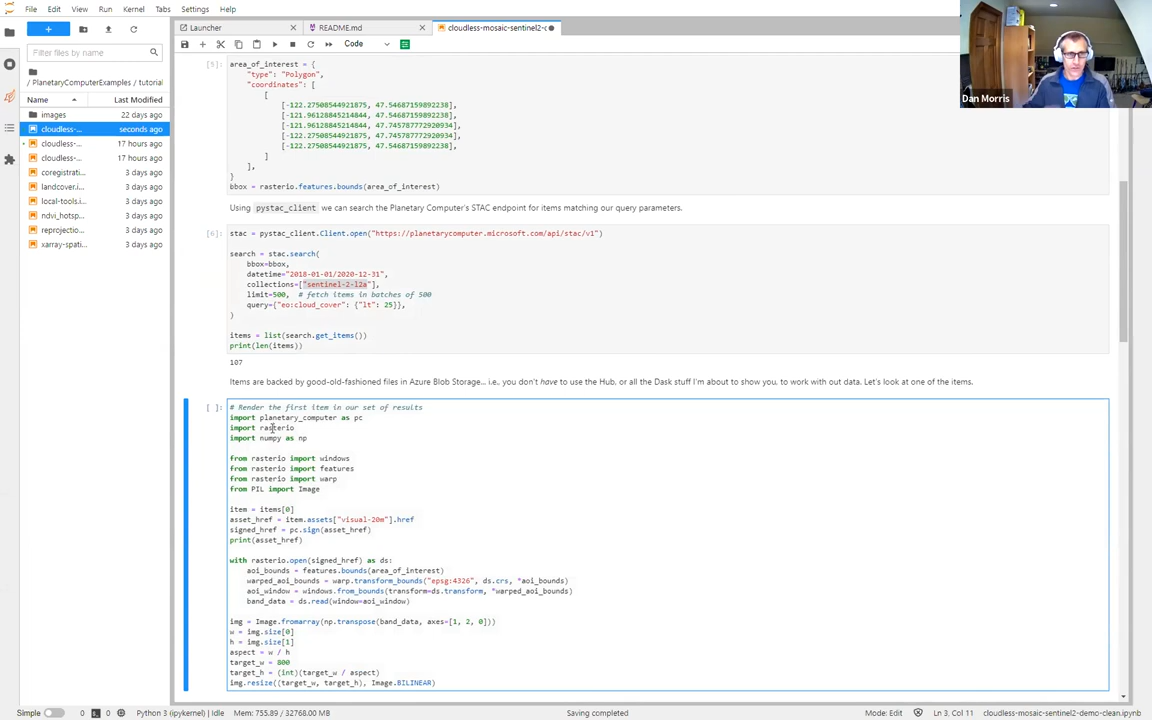 File Edit View Run Kernel Tabs Settings Help
Launcher
README.md
cloudless-mosaic-sentinel2-c
Code
Filter files by name
/ PlanetaryComputerExamples / tutorial
Name Last Modified
images 22 days ago
cloudless-... seconds ago
cloudless-... 17 hours ago
cloudless-... 17 hours ago
coregistrati... 3 days ago
landcover.i... 3 days ago
local-tools.i... 3 days ago
ndvi_hotsp... 3 days ago
reprojectio... 3 days ago
xarray-spati... 3 days ago
[5]:
area_of_interest = {
"type": "Polygon",
"coordinates": [
[
[-122.27508544921875, 47.54687159892238],
[-121.96128845214844, 47.54687159892238],
[-121.96128845214844, 47.745787772920934],
[-122.27508544921875, 47.745787772920934],
[-122.27508544921875, 47.54687159892238],
]
],
}
bbox = rasterio.features.bounds(area_of_interest)
Using pystac_client we can search the Planetary Computer's STAC endpoint for items matching our query parameters.
[6]:
stac = pystac_client.Client.open("https://planetarycomputer.microsoft.com/api/stac/v1")
search = stac.search(
bbox=bbox,
datetime="2018-01-01/2020-12-31",
collections=["sentinel-2-l2a"],
limit=500, # fetch items in batches of 500
query={"eo:cloud_cover": {"lt": 25}},
)
items = list(search.get_items())
print(len(items))
107
Items are backed by good-old-fashioned files in Azure Blob Storage... i.e., you don't have to use the Hub, or all the Dask stuff I'm about to show you, to work with out data. Let's look at one of the items.
[ ]:
# Render the first item in our set of results
import planetary_computer as pc
import rasterio
import numpy as np
from rasterio import windows
from rasterio import features
from rasterio import warp
from PIL import Image
item = items[0]
asset_href = item.assets["visual-20m"].href
signed_href = pc.sign(asset_href)
print(asset_href)
with rasterio.open(signed_href) as ds:
aoi_bounds = features.bounds(area_of_interest)
warped_aoi_bounds = warp.transform_bounds("epsg:4326", ds.crs, *aoi_bounds)
aoi_window = windows.from_bounds(transform=ds.transform, *warped_aoi_bounds)
band_data = ds.read(window=aoi_window)
img = Image.fromarray(np.transpose(band_data, axes=[1, 2, 0]))
w = img.size[0]
h = img.size[1]
aspect = w / h
target_w = 800
target_h = (int)(target_w / aspect)
img.resize((target_w, target_h), Image.BILINEAR)
Dan Morris
Simple 0 8 Python 3 (ipykernel) | Idle Mem: 755.89 / 32768.00 MB Saving completed Mode: Edit Ln 3, Col 11 cloudless-mosaic-sentinel2-demo-clean.ipynb